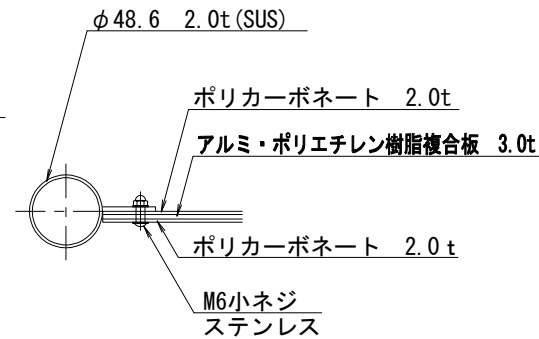 φ48.6 2.0t(SUS)
ポリカーボネート 2.0t
アルミ・ポリエチレン樹脂複合板 3.0t
ポリカーボネート 2.0t
M6小ネジ
ステンレス